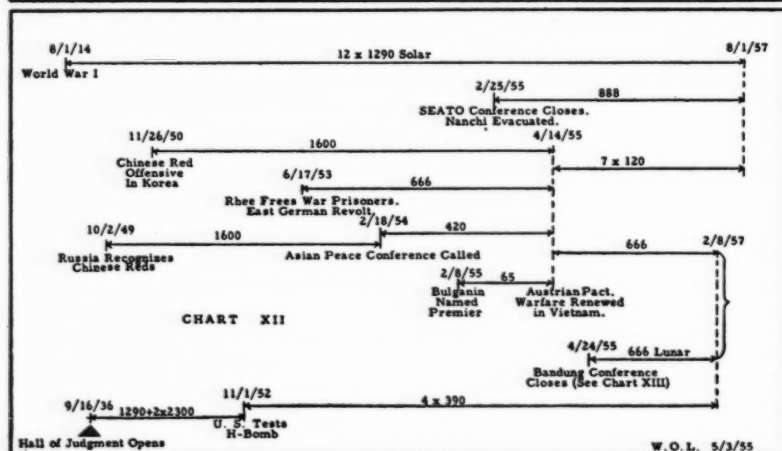 8/1/14
12 x 1290 Solar
8/1/57
World War I
2/25/55
888
SEATO Conference Closes.
Nanchi Evacuated.
11/26/50
1600
4/14/55
Chinese Red
Offensive
In Korea
7 x 120
6/17/53
666
Rhee Frees War Prisoners.
East German Revolt.
10/2/49
2/18/54
420
1600
666
2/8/57
Russia Recognizes
Chinese Reds
Asian Peace Conference Called
2/8/55
65
Bulganin
Named
Premier
Austrian Pact.
Warfare Renewed
in Vietnam.
CHART XII
4/24/55
666 Lunar
Bandung Conference
Closes (See Chart XIII)
9/16/36
1290+2x2300
11/1/52
4 x 390
U. S. Tests
H-Bomb
Hall of Judgment Opens
W.O.L. 5/3/55